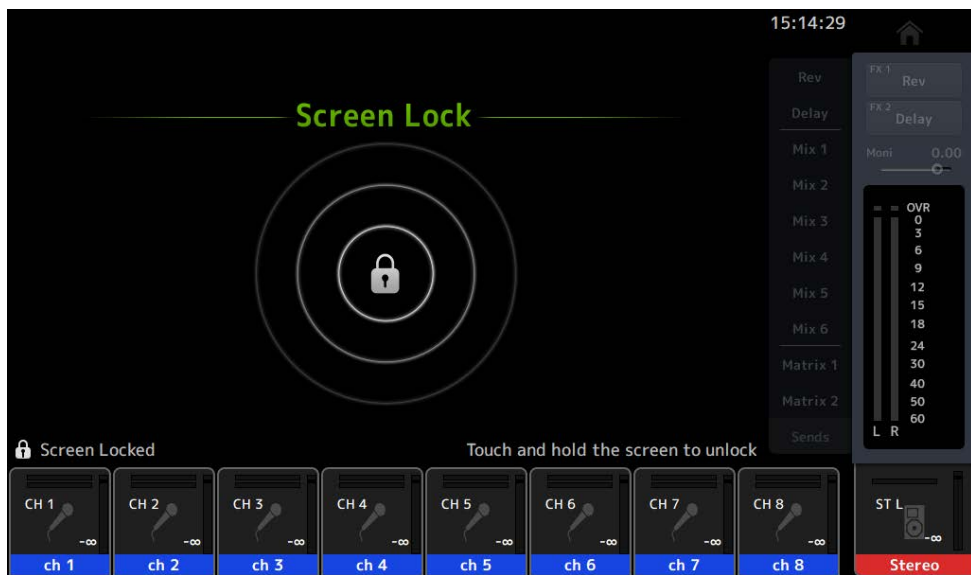 15:14:29
Screen Lock
Rev
Delay
Mix 1
Mix 2
Mix 3
Mix 4
Mix 5
Mix 6
Matrix 1
Matrix 2
Sends
FX 1
Rev
FX 2
Delay
Moni 0.00
OVR
0
3
6
9
12
15
18
24
30
40
50
60
L R
Screen Locked
Touch and hold the screen to unlock
CH 1 CH 2 CH 3 CH 4 CH 5 CH 6 CH 7 CH 8 ST L
-∞ -∞ -∞ -∞ -∞ -∞ -∞ -∞ -∞
ch 1 ch 2 ch 3 ch 4 ch 5 ch 6 ch 7 ch 8 Stereo